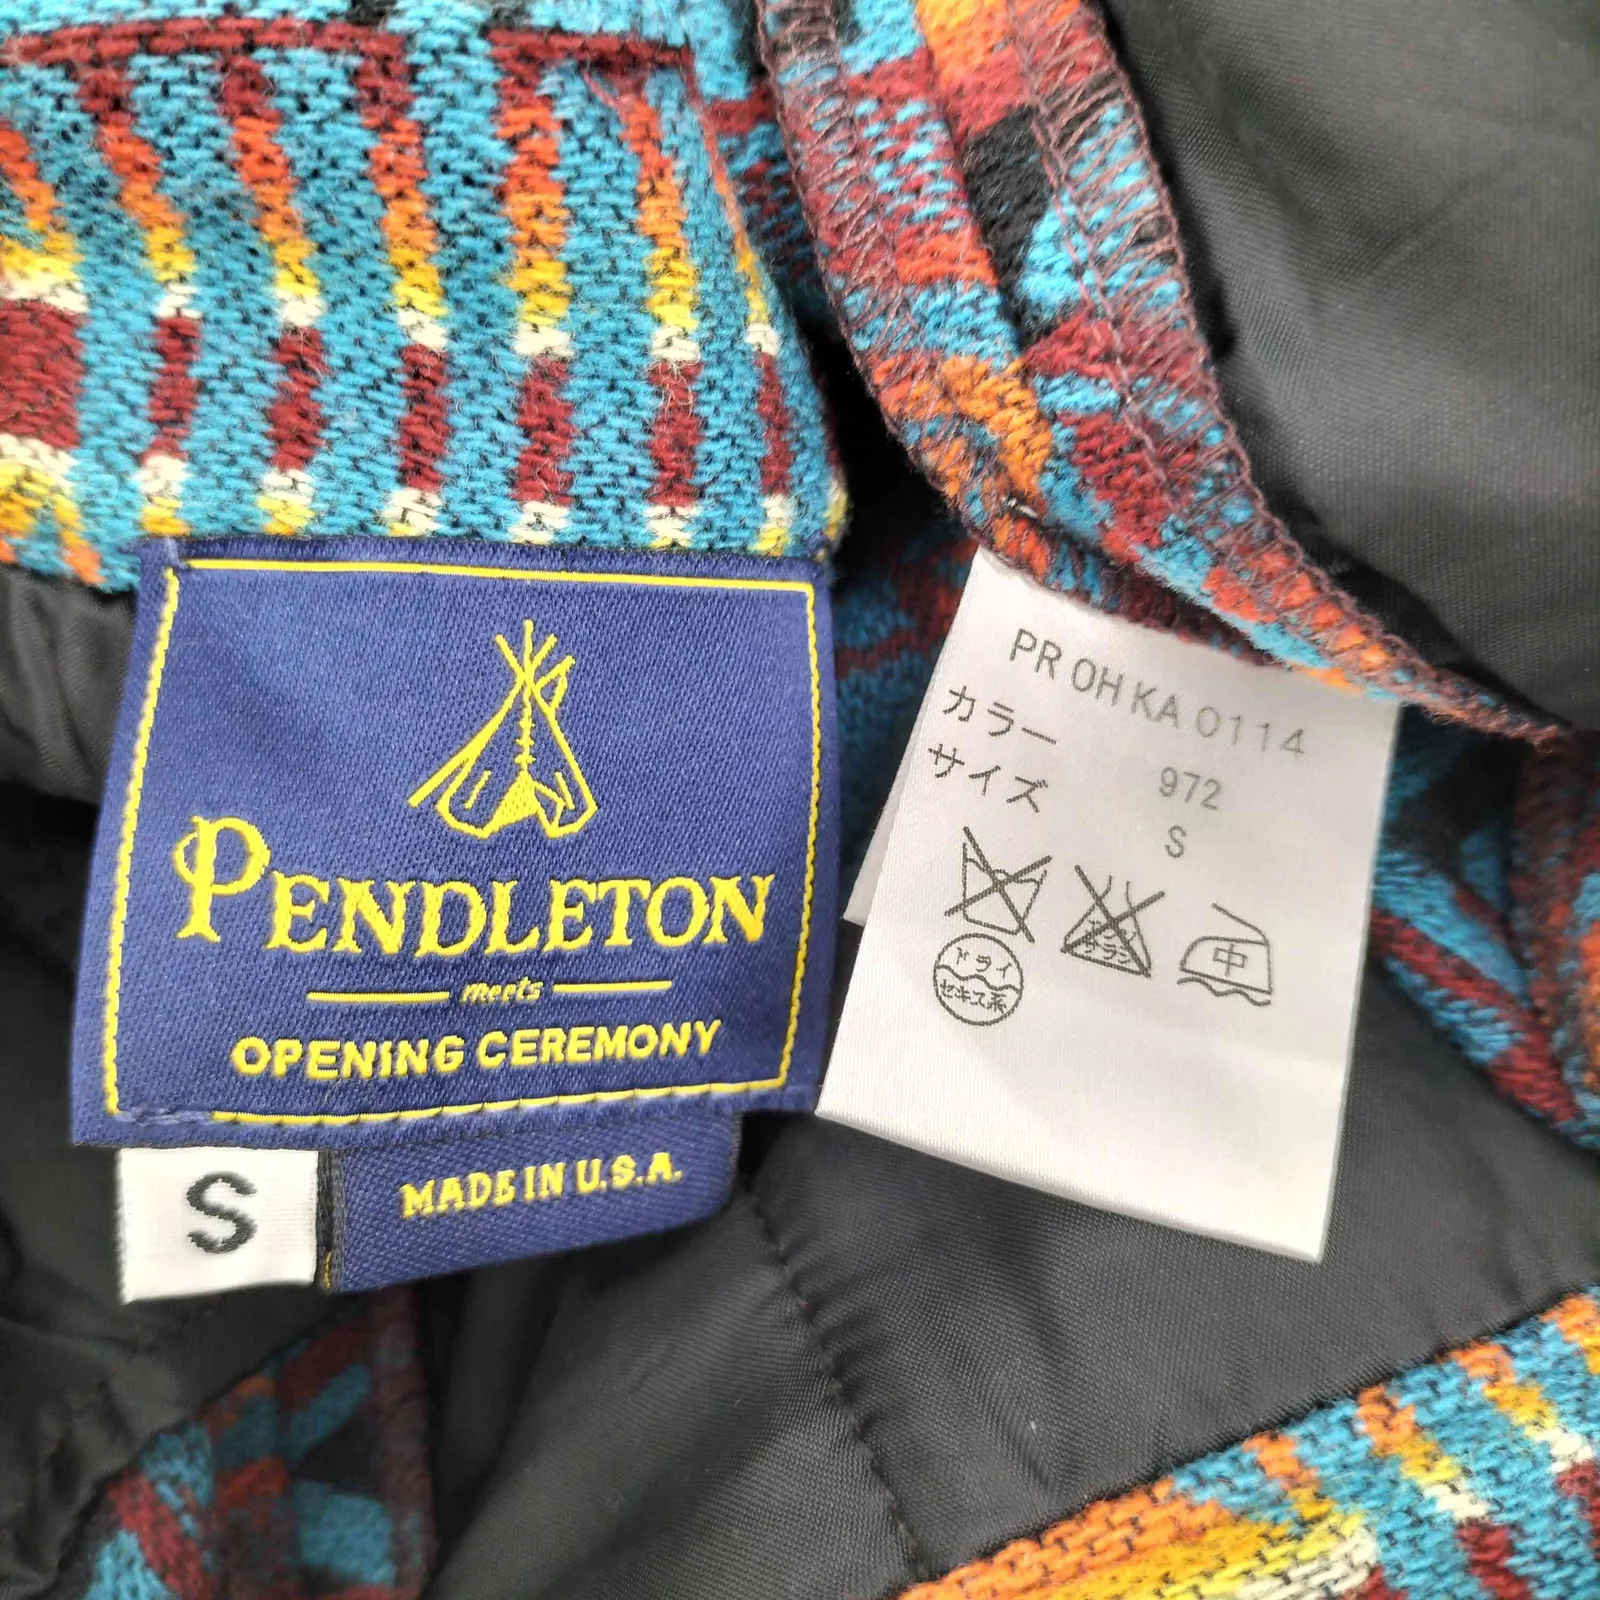 PENDLETON
meets
OPENING CEREMONY
S
MADE IN U.S.A.
PR OH KA 0114
カラー 972
サイズ S
中
ドライ
セキユ系